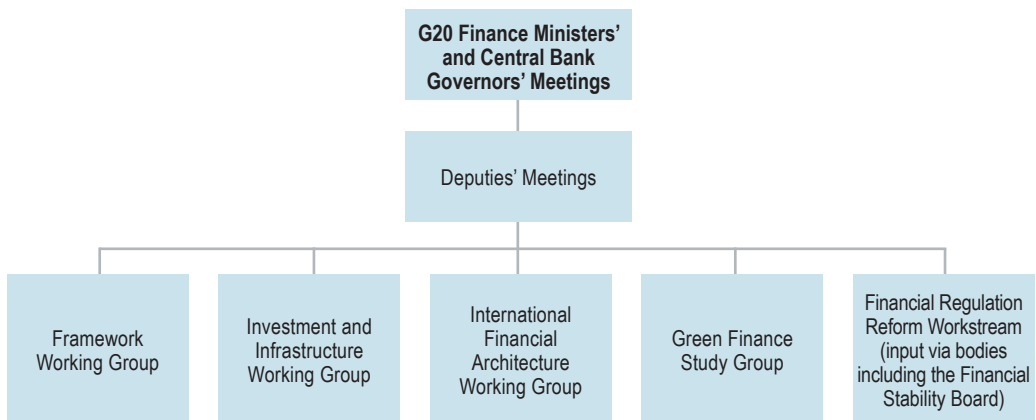 G20 Finance Ministers’
and Central Bank
Governors’ Meetings
Deputies’ Meetings
Framework
Working Group
Investment and
Infrastructure
Working Group
International
Financial
Architecture
Working Group
Green Finance
Study Group
Financial Regulation
Reform Workstream
(input via bodies
including the Financial
Stability Board)